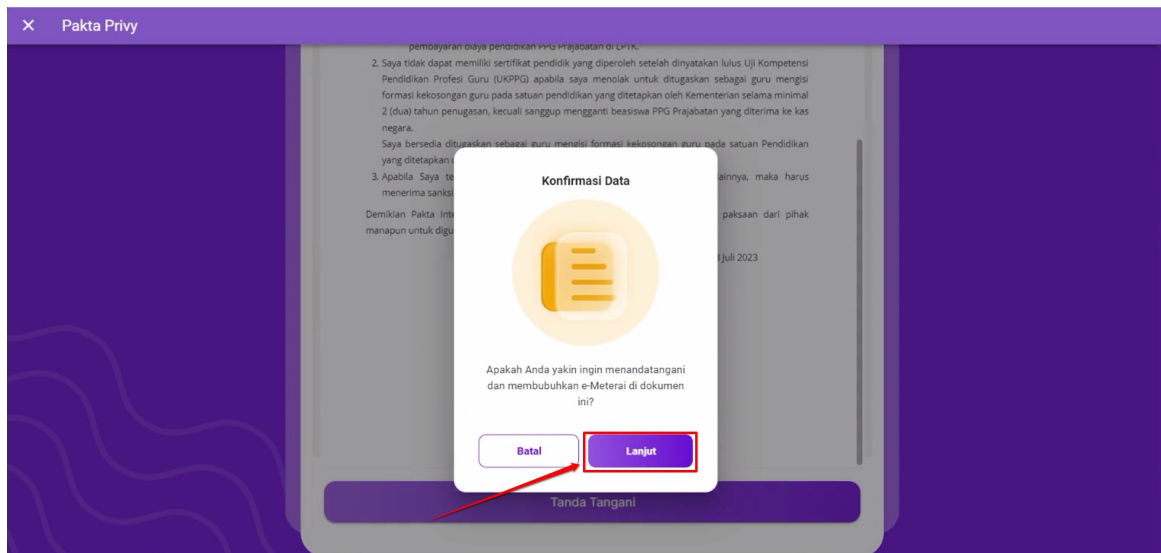 Pakta Privy
pembayaran biaya pendidikan PPG Prajabatan di LPTK.
2. Saya tidak dapat memiliki sertifikat pendidik yang diperoleh setelah dinyatakan lulus Uji Kompetensi
Pendidikan Profesi Guru (UKPPG) apabila saya menolak untuk ditugaskan sebagai guru mengisi
formasi kekosongan guru pada satuan pendidikan yang ditetapkan oleh Kementerian selama minimal
2 (dua) tahun penugasan, kecuali sanggup mengganti beasiswa PPG Prajabatan yang diterima ke kas
negara.
Saya bersedia ditugaskan sebagai guru mengisi formasi kekosongan guru pada satuan Pendidikan
yang ditetapkan
3. Apabila Saya lainnya, maka harus
menerima sanksi
Demikian Pakta paksaan dari pihak
manapun untuk
Juli 2023
Konfirmasi Data
Apakah Anda yakin ingin menandatangani
dan membubuhkan e-Meterai di dokumen
ini?
Batal Lanjut
Tanda Tangani